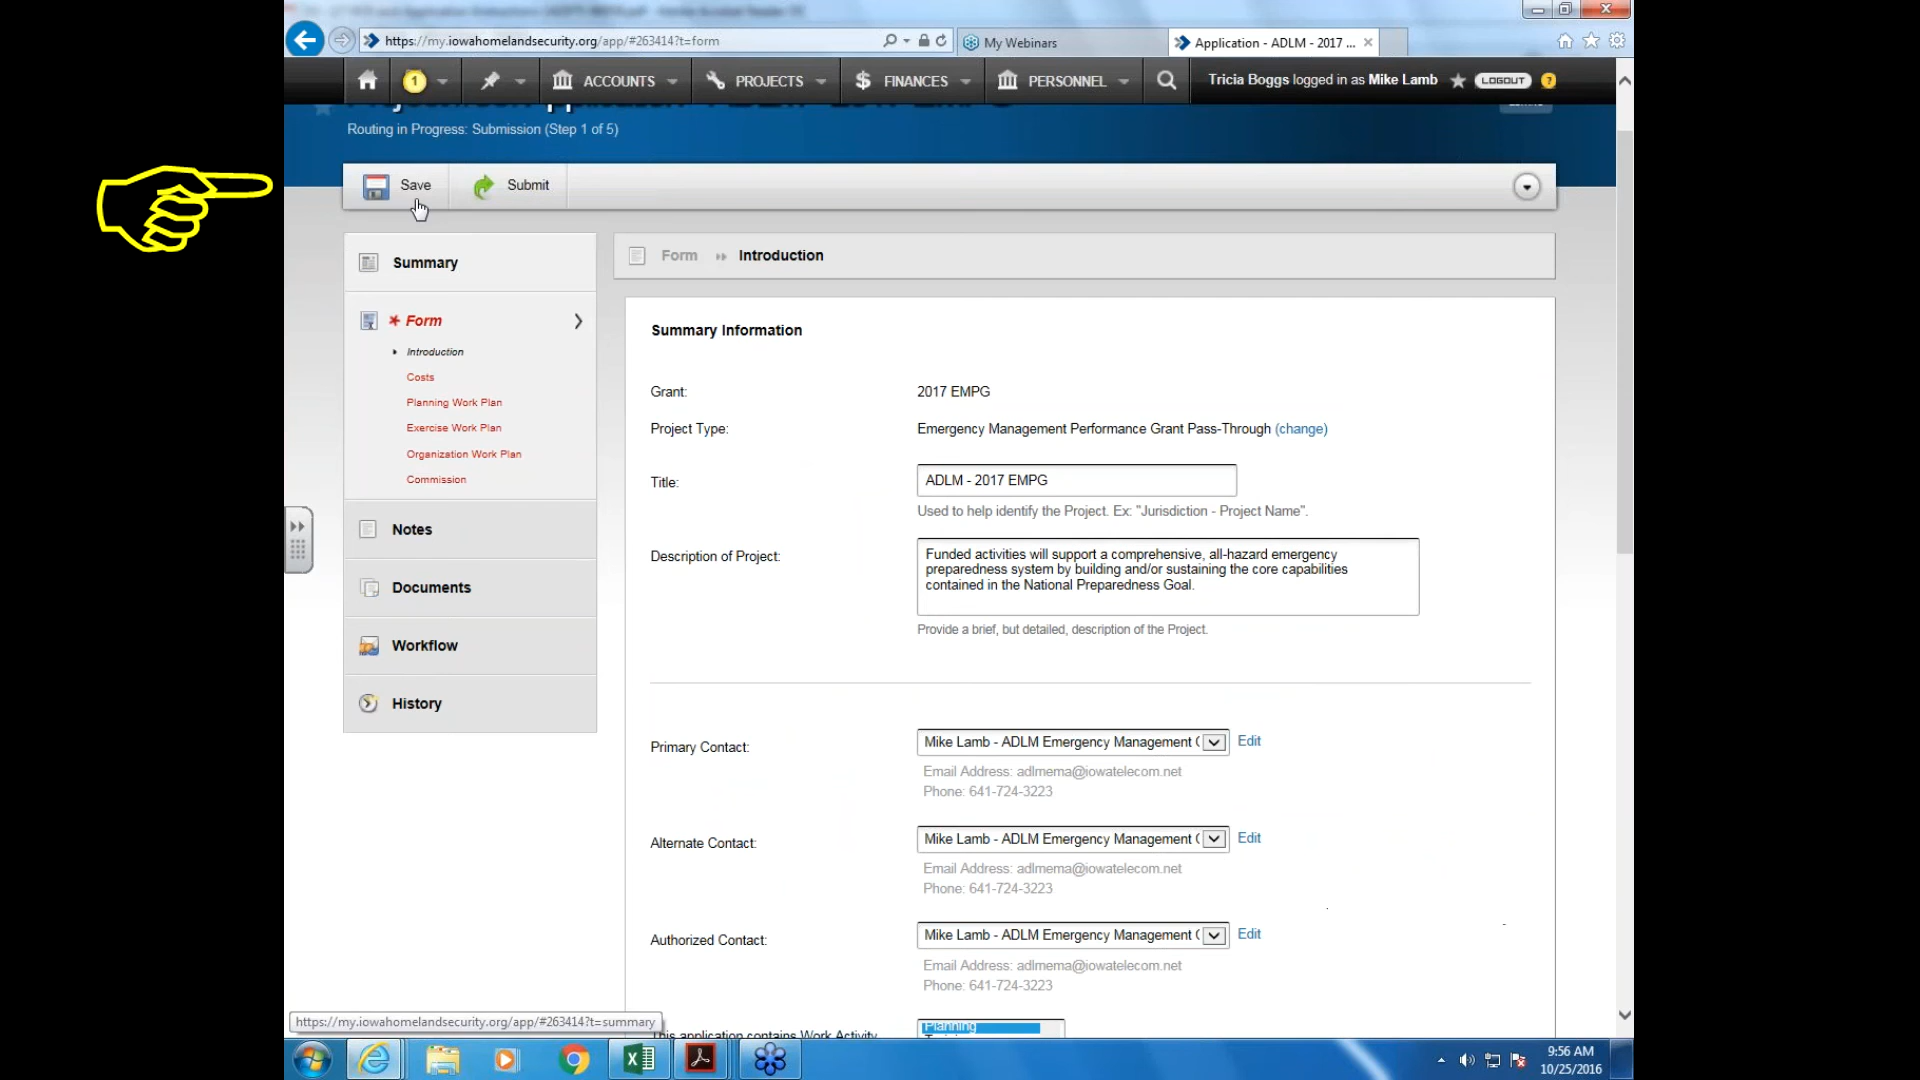 https://my.iowahomelandsecurity.org/app/#263414?t=form
My Webinars
Application - ADLM - 2017 ...
1
ACCOUNTS
PROJECTS
$ FINANCES
PERSONNEL
Tricia Boggs logged in as Mike Lamb
LOGOUT
?
Routing in Progress: Submission (Step 1 of 5)
Save
Submit
Summary
* Form
Introduction
Costs
Planning Work Plan
Exercise Work Plan
Organization Work Plan
Commission
Notes
Documents
Workflow
History
Form
Introduction
Summary Information
Grant:
2017 EMPG
Project Type:
Emergency Management Performance Grant Pass-Through (change)
Title:
ADLM - 2017 EMPG
Used to help identify the Project. Ex: "Jurisdiction - Project Name".
Description of Project:
Funded activities will support a comprehensive, all-hazard emergency
preparedness system by building and/or sustaining the core capabilities
contained in the National Preparedness Goal.
Provide a brief, but detailed, description of the Project.
Primary Contact:
Mike Lamb - ADLM Emergency Management (
Edit
Email Address: adlmema@iowatelecom.net
Phone: 641-724-3223
Alternate Contact:
Mike Lamb - ADLM Emergency Management (
Edit
Email Address: adlmema@iowatelecom.net
Phone: 641-724-3223
Authorized Contact:
Mike Lamb - ADLM Emergency Management (
Edit
Email Address: adlmema@iowatelecom.net
Phone: 641-724-3223
This application contains Work Activity
Planning
https://my.iowahomelandsecurity.org/app/#263414?t=summary
9:56 AM
10/25/2016